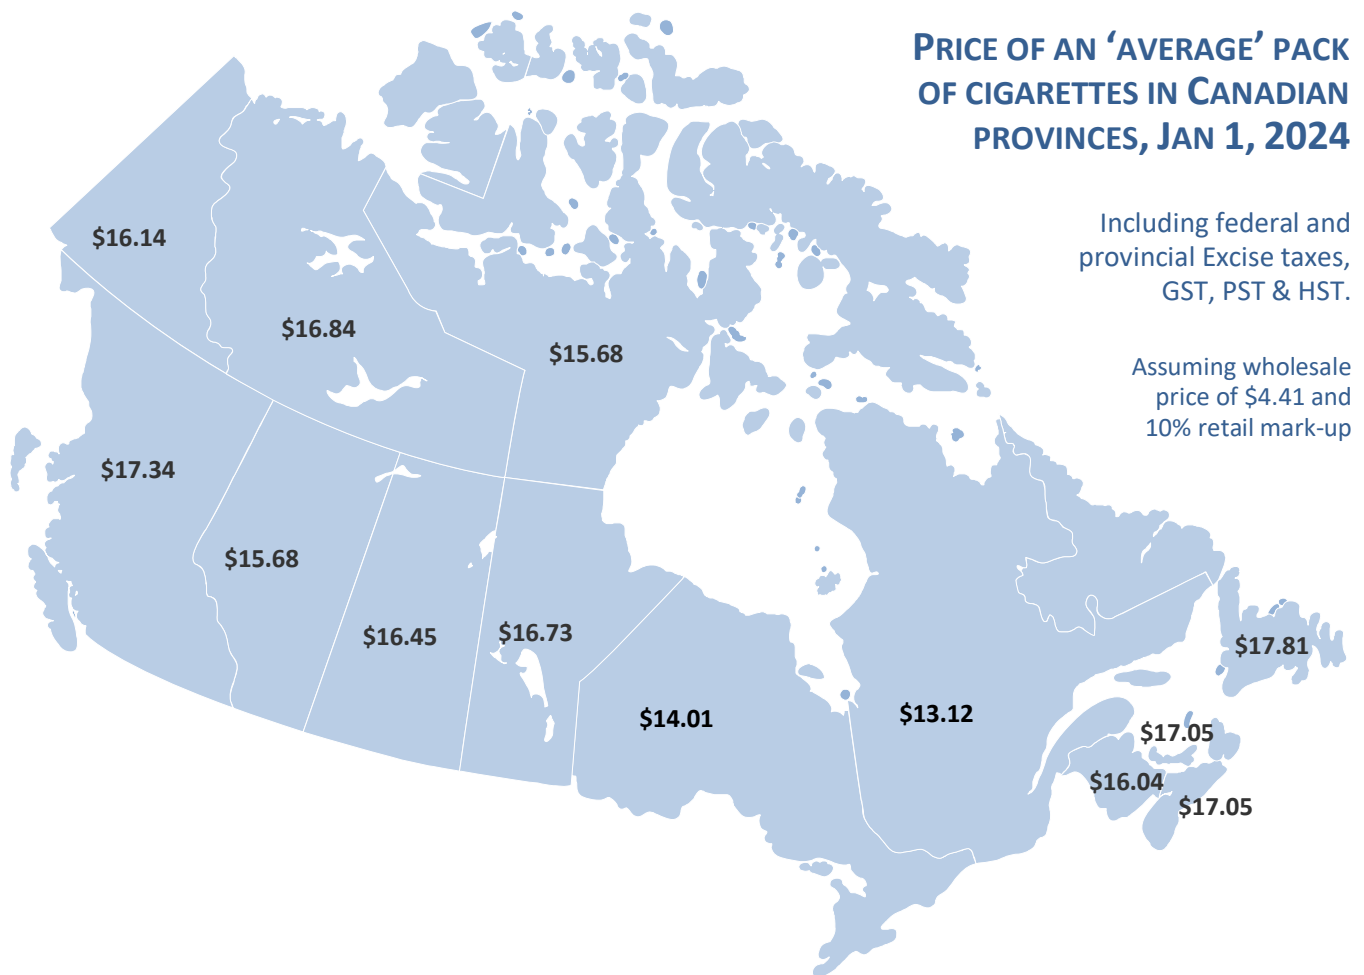 PRICE OF AN ‘AVERAGE’ PACK
OF CIGARETTES IN CANADIAN
PROVINCES, JAN 1, 2024
Including federal and
provincial Excise taxes,
GST, PST & HST.
Assuming wholesale
price of $4.41 and
10% retail mark-up
$16.14
$16.84
$15.68
$17.34
$15.68
$16.45
$16.73
$14.01
$13.12
$17.81
$17.05
$16.04
$17.05